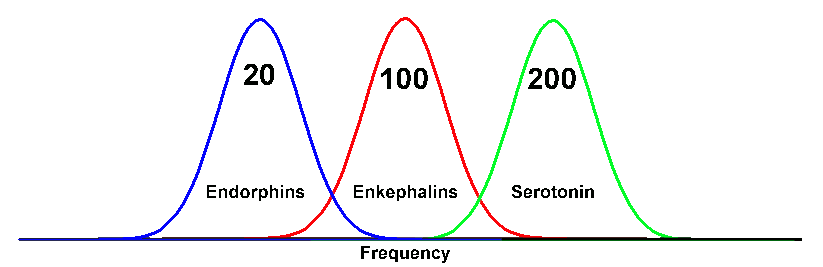 20 100 200
Endorphins Enkephalins Serotonin
Frequency